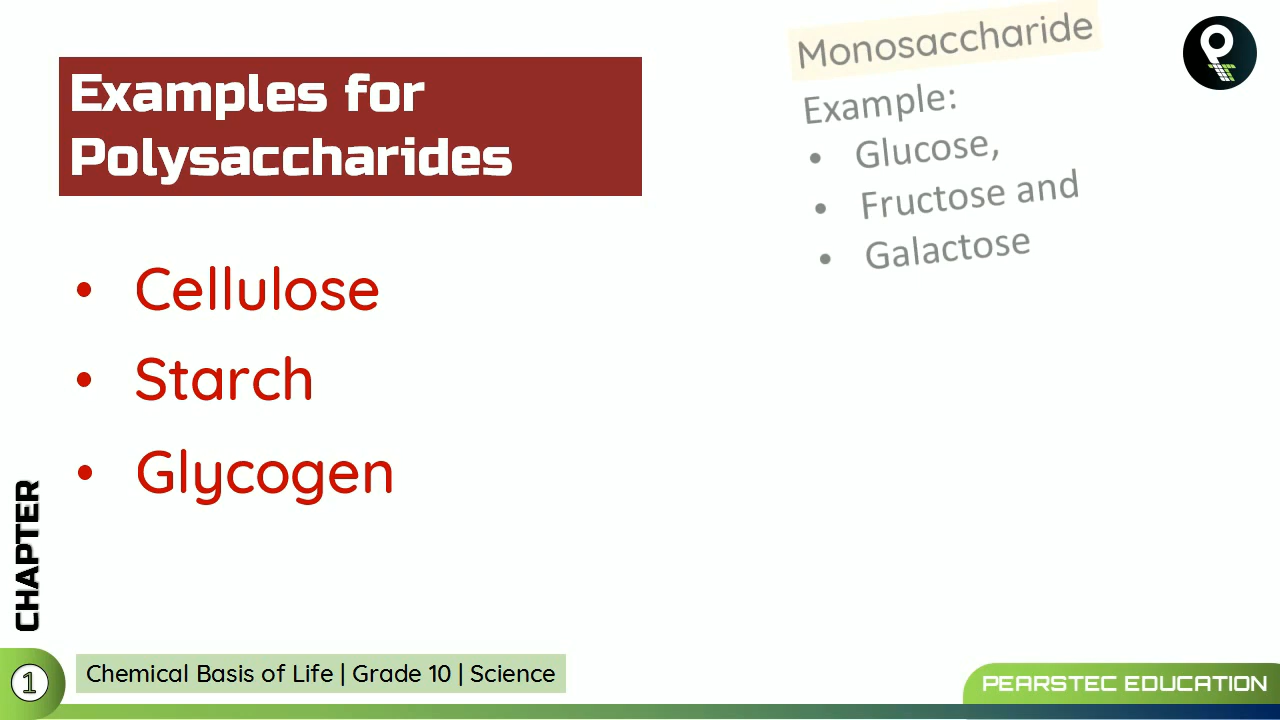 Examples for
Polysaccharides
• Cellulose
• Starch
• Glycogen
Monosaccharide
Example:
• Glucose,
• Fructose and
• Galactose
CHAPTER
1
Chemical Basis of Life | Grade 10 | Science
PEARSTEC EDUCATION